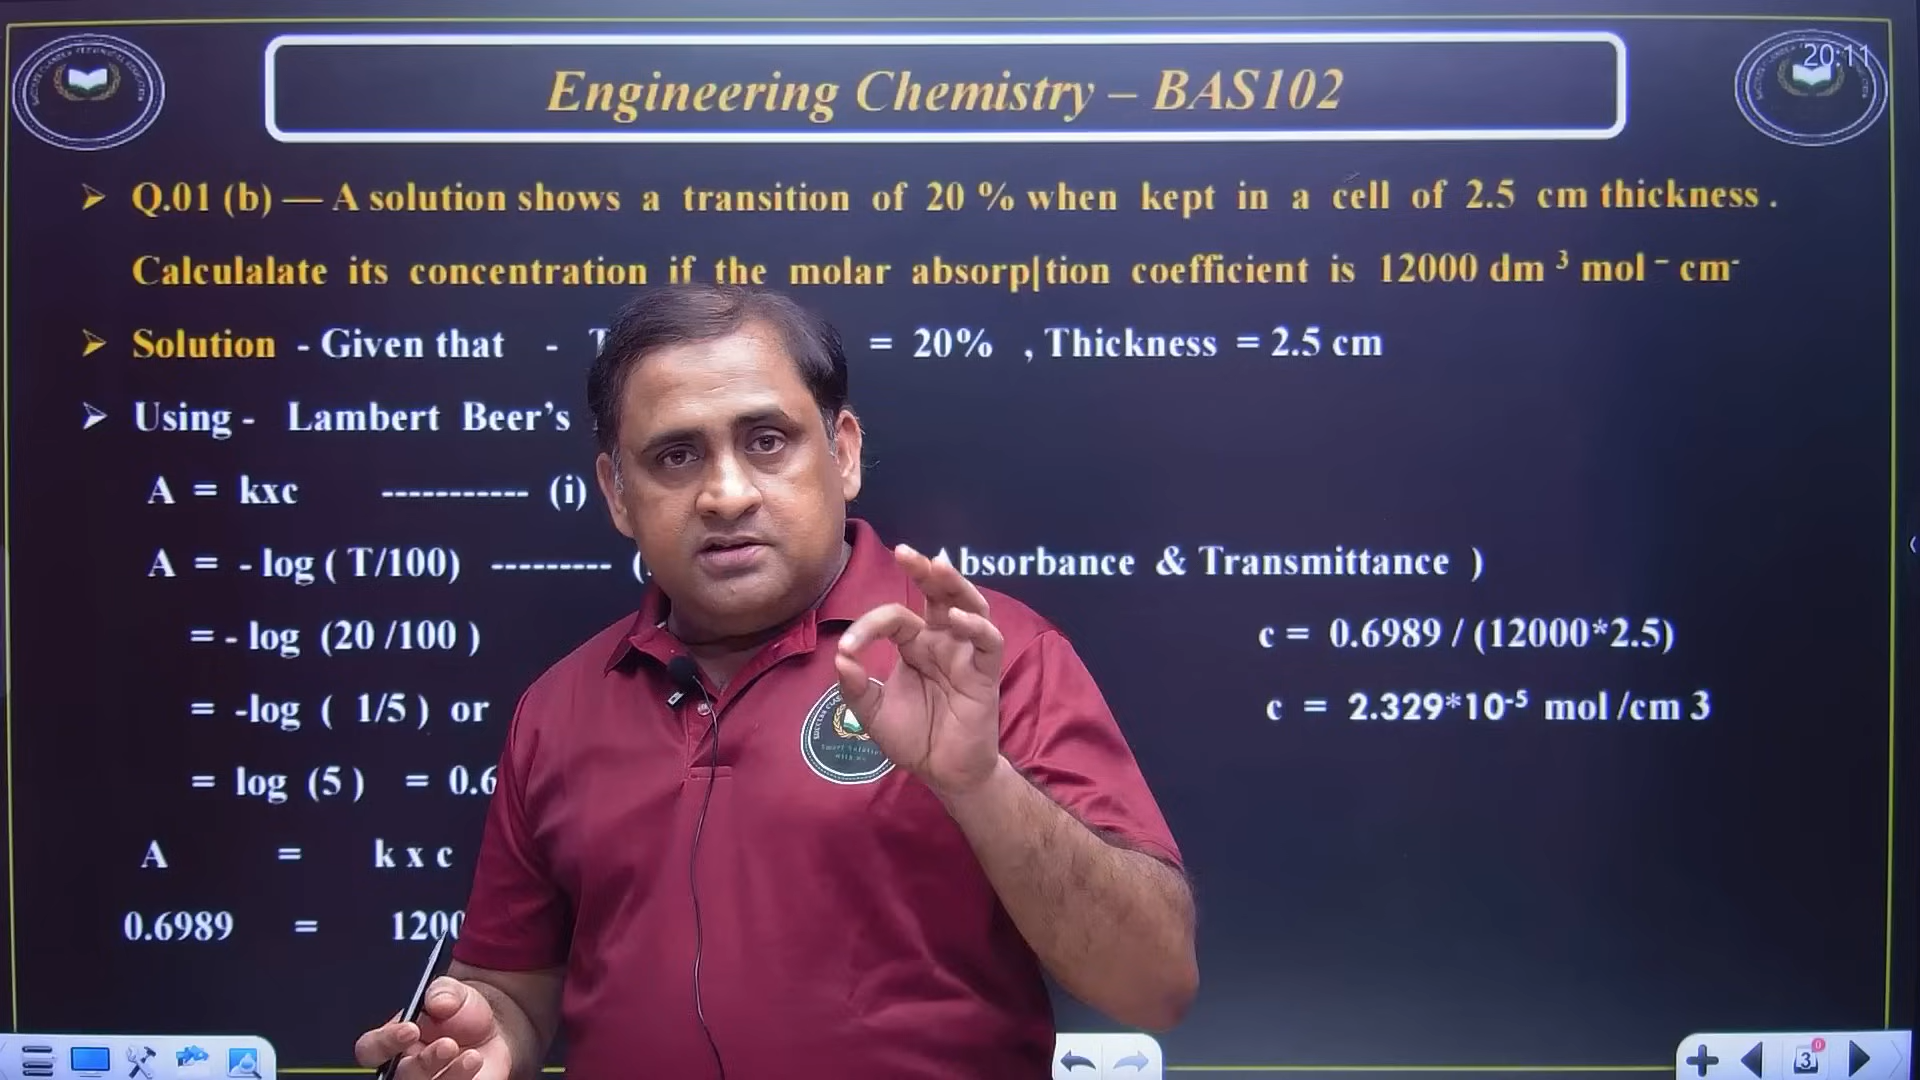 20:11
Engineering Chemistry – BAS102
➢ Q.01 (b) — A solution shows a transition of 20 % when kept in a cell of 2.5 cm thickness .
Calculalate its concentration if the molar absorp|tion coefficient is 12000 dm ³ mol ⁻ cm⁻
➢ Solution - Given that - = 20% , Thickness = 2.5 cm
➢ Using - Lambert Beer's
A = kxc ----------- (i)
A = - log ( T/100) --------- Absorbance & Transmittance )
= - log (20 /100 )
c = 0.6989 / (12000*2.5)
= -log ( 1/5 ) or
c = 2.329*10⁻⁵ mol /cm 3
= log (5 ) = 0.6
A = k x c
0.6989 = 1200
3
0